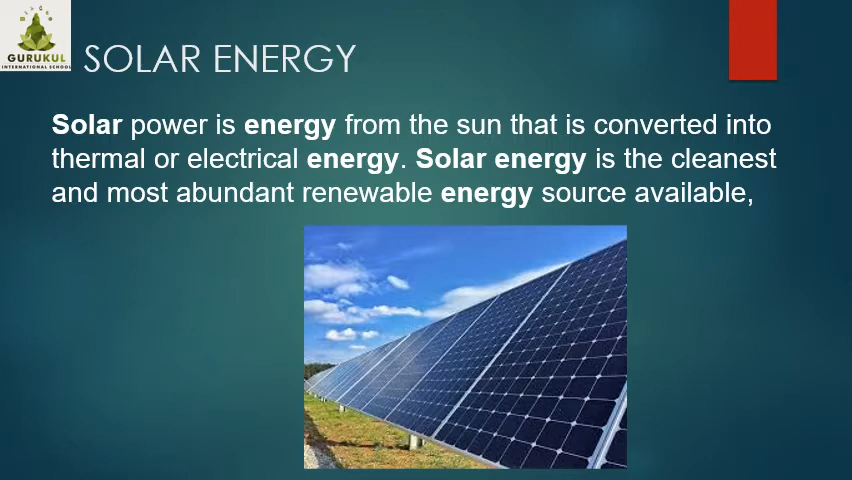 GURUKUL
INTERNATIONAL SCHOOL
SOLAR ENERGY
Solar power is energy from the sun that is converted into
thermal or electrical energy. Solar energy is the cleanest
and most abundant renewable energy source available,